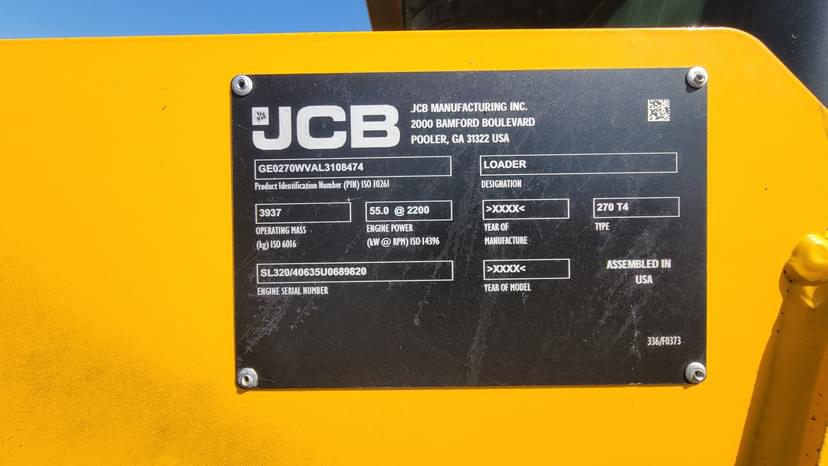 JCB
JCB MANUFACTURING INC.
2000 BAMFORD BOULEVARD
POOLER, GA 31322 USA
GE0270WVAL3108474
Product Identification Number (PIN) ISO 10261
LOADER
DESIGNATION
3937
OPERATING MASS
(kg) ISO 6016
55.0 @ 2200
ENGINE POWER
(kW @ RPM) ISO 14396
>XXXX<
YEAR OF
MANUFACTURE
270 T4
TYPE
SL320/40635U0689820
ENGINE SERIAL NUMBER
>XXXX<
YEAR OF MODEL
ASSEMBLED IN
USA
336/F0373